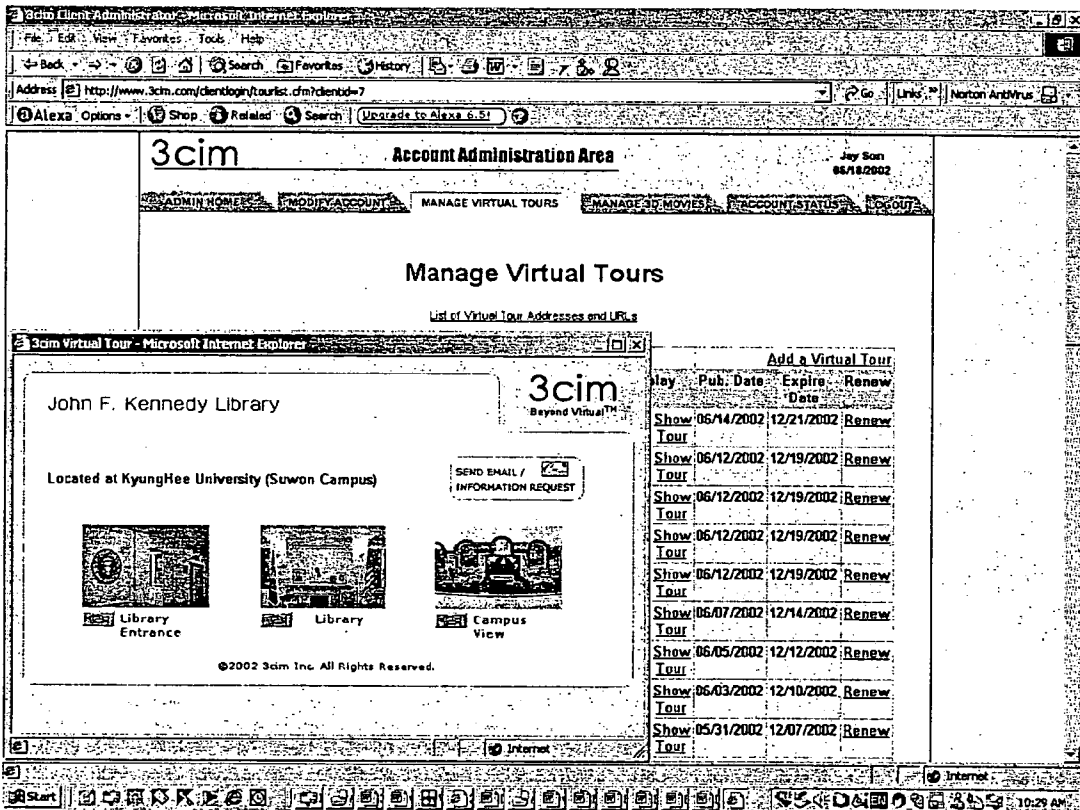 3cim Client Administrator - Microsoft Internet Explorer
File Edit View Favorites Tools Help
Back Search Favorites History
Address http://www.3cim.com/clientlogin/tourlist.cfm?clientid=7 Go Links » Norton AntiVirus
Alexa Options Shop Related Search Upgrade to Alexa 6.5!
3cim Account Administration Area Jay Son
06/18/2002
ADMIN HOME MODIFY ACCOUNT MANAGE VIRTUAL TOURS MANAGE 3D MOVIES ACCOUNT STATUS LOGOUT
Manage Virtual Tours
List of Virtual Tour Addresses and URLs
Add a Virtual Tour
play Pub. Date Expire Date Renew
Show Tour 06/14/2002 12/21/2002 Renew
Show Tour 06/12/2002 12/19/2002 Renew
Show Tour 06/12/2002 12/19/2002 Renew
Show Tour 06/12/2002 12/19/2002 Renew
Show Tour 06/12/2002 12/19/2002 Renew
Show Tour 06/07/2002 12/14/2002 Renew
Show Tour 06/05/2002 12/12/2002 Renew
Show Tour 06/03/2002 12/10/2002 Renew
Show Tour 05/31/2002 12/07/2002 Renew
3cim Virtual Tour - Microsoft Internet Explorer
3cim
Beyond Virtual™
John F. Kennedy Library
Located at KyungHee University (Suwon Campus)
SEND EMAIL /
INFORMATION REQUEST
Library
Entrance
Library
Campus
View
©2002 3cim Inc. All Rights Reserved.
Internet
Internet
Start 10:29 AM